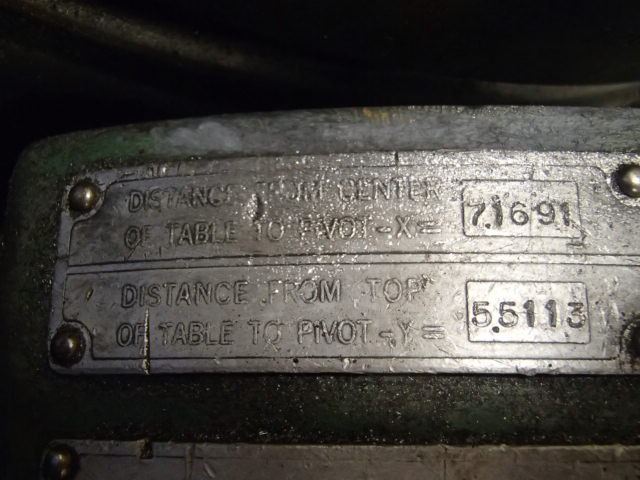 DISTANCE FROM CENTER
OF TABLE TO PIVOT-X= 7.1691
DISTANCE FROM TOP
OF TABLE TO PIVOT-Y= 5.5113